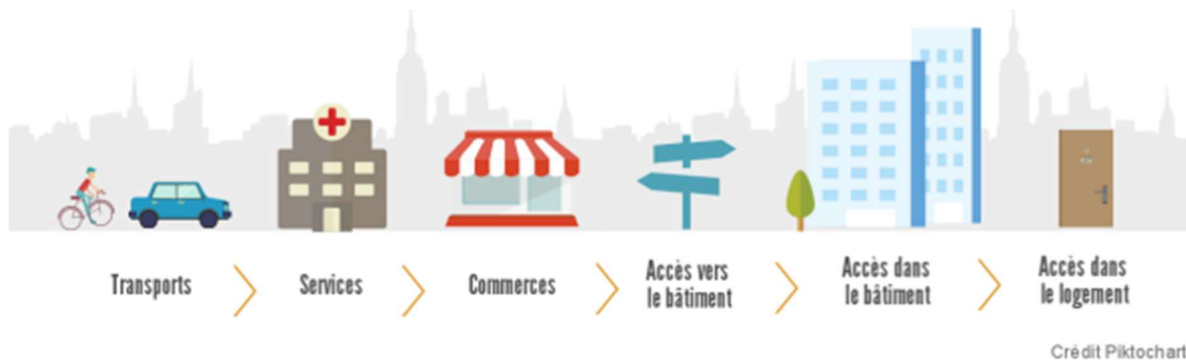 Transports
Services
Commerces
Accès vers
le bâtiment
Accès dans
le bâtiment
Accès dans
le logement
Crédit Piktochart